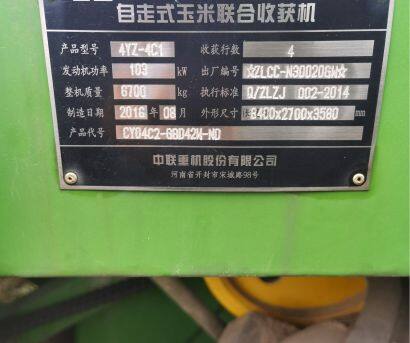 自走式玉米联合收获机
产品型号 4YZ-4C1 收获行数 4
发动机功率 103 kW 出厂编号 ☆ZLCC-N30020GN☆
整机质量 6700 kg 执行标准 Q/ZLZJ 002-2014
制造日期 2016 年 08 月 外形尺寸 8400x2700x3580 mm
产品代号 CY04C2-GBD42W-ND
中联重机股份有限公司
河南省开封市宋城路98号